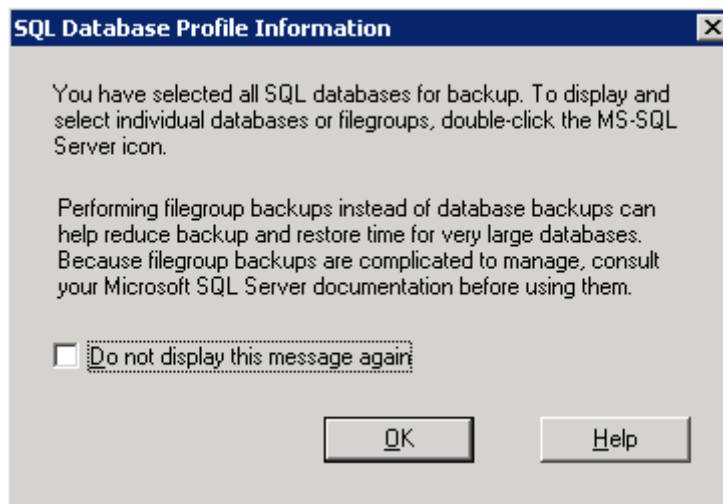 SQL Database Profile Information
You have selected all SQL databases for backup. To display and
select individual databases or filegroups, double-click the MS-SQL
Server icon.
Performing filegroup backups instead of database backups can
help reduce backup and restore time for very large databases.
Because filegroup backups are complicated to manage, consult
your Microsoft SQL Server documentation before using them.
Do not display this message again
OK
Help